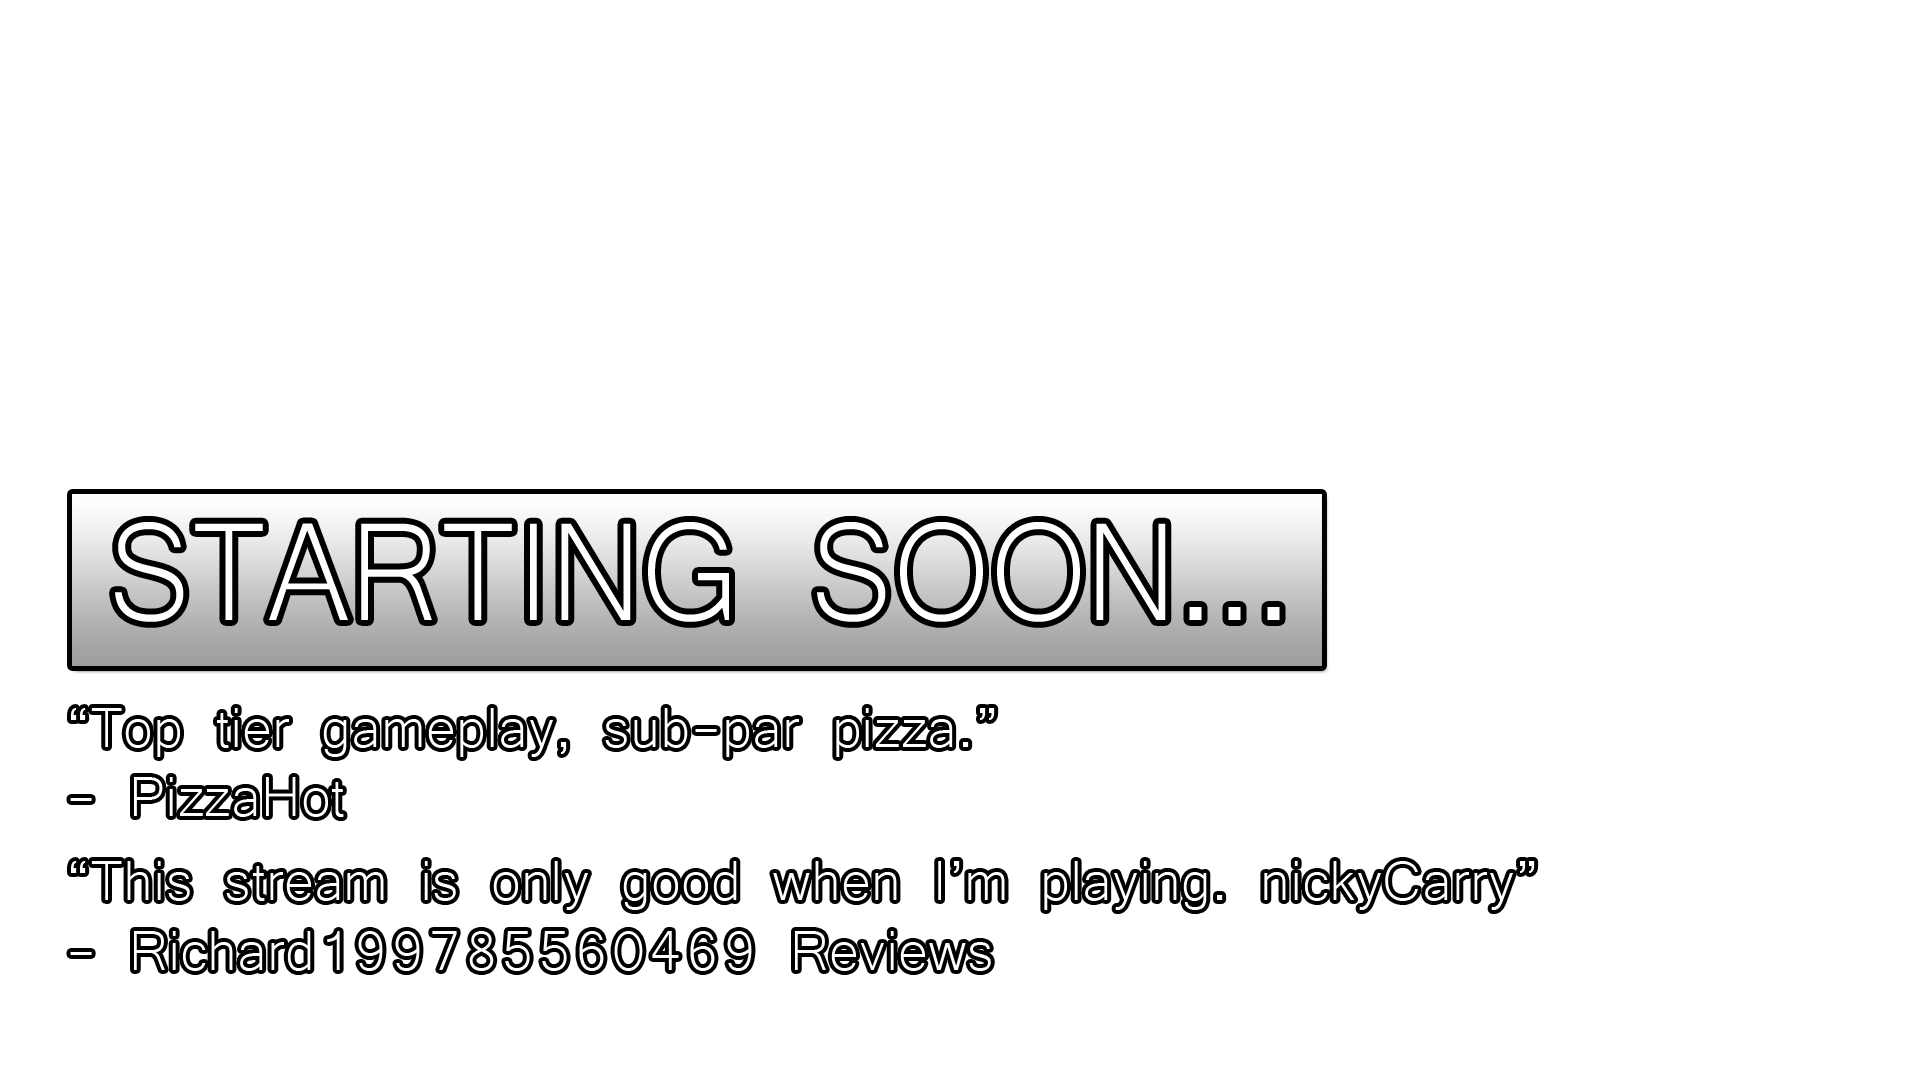 STARTING SOON...
“Top tier gameplay, sub-par pizza.”
- PizzaHot
“This stream is only good when I’m playing. nickyCarry”
- Richard199785560469 Reviews